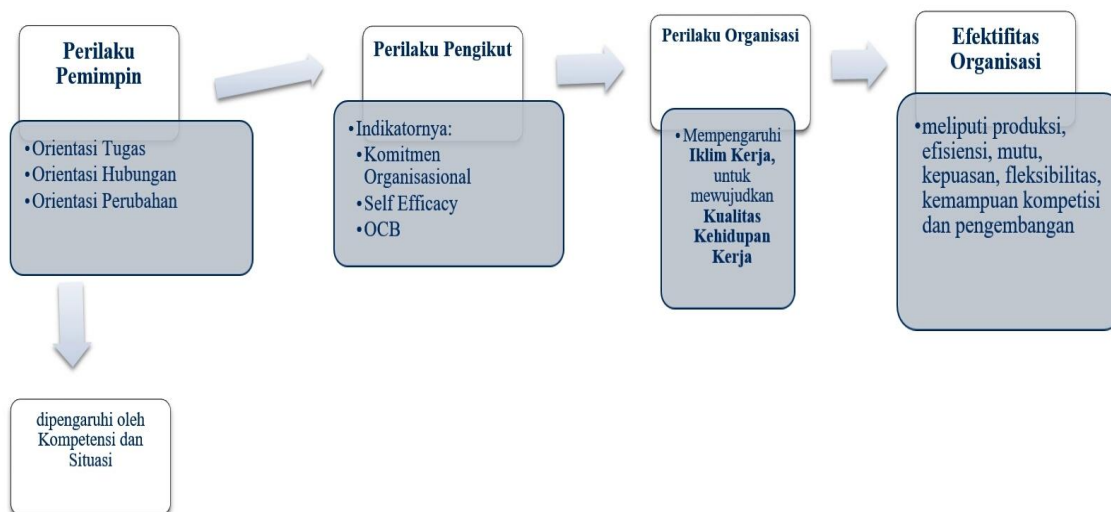 Perilaku
Pemimpin
•Orientasi Tugas
•Orientasi Hubungan
•Orientasi Perubahan
dipengaruhi oleh
Kompetensi dan
Situasi
Perilaku Pengikut
•Indikatornya:
•Komitmen
Organisasional
•Self Efficacy
•OCB
Perilaku Organisasi
•Mempengaruhi
Iklim Kerja,
untuk
mewujudkan
Kualitas
Kehidupan
Kerja
Efektifitas
Organisasi
•meliputi produksi,
efisiensi, mutu,
kepuasan, fleksibilitas,
kemampuan kompetisi
dan pengembangan